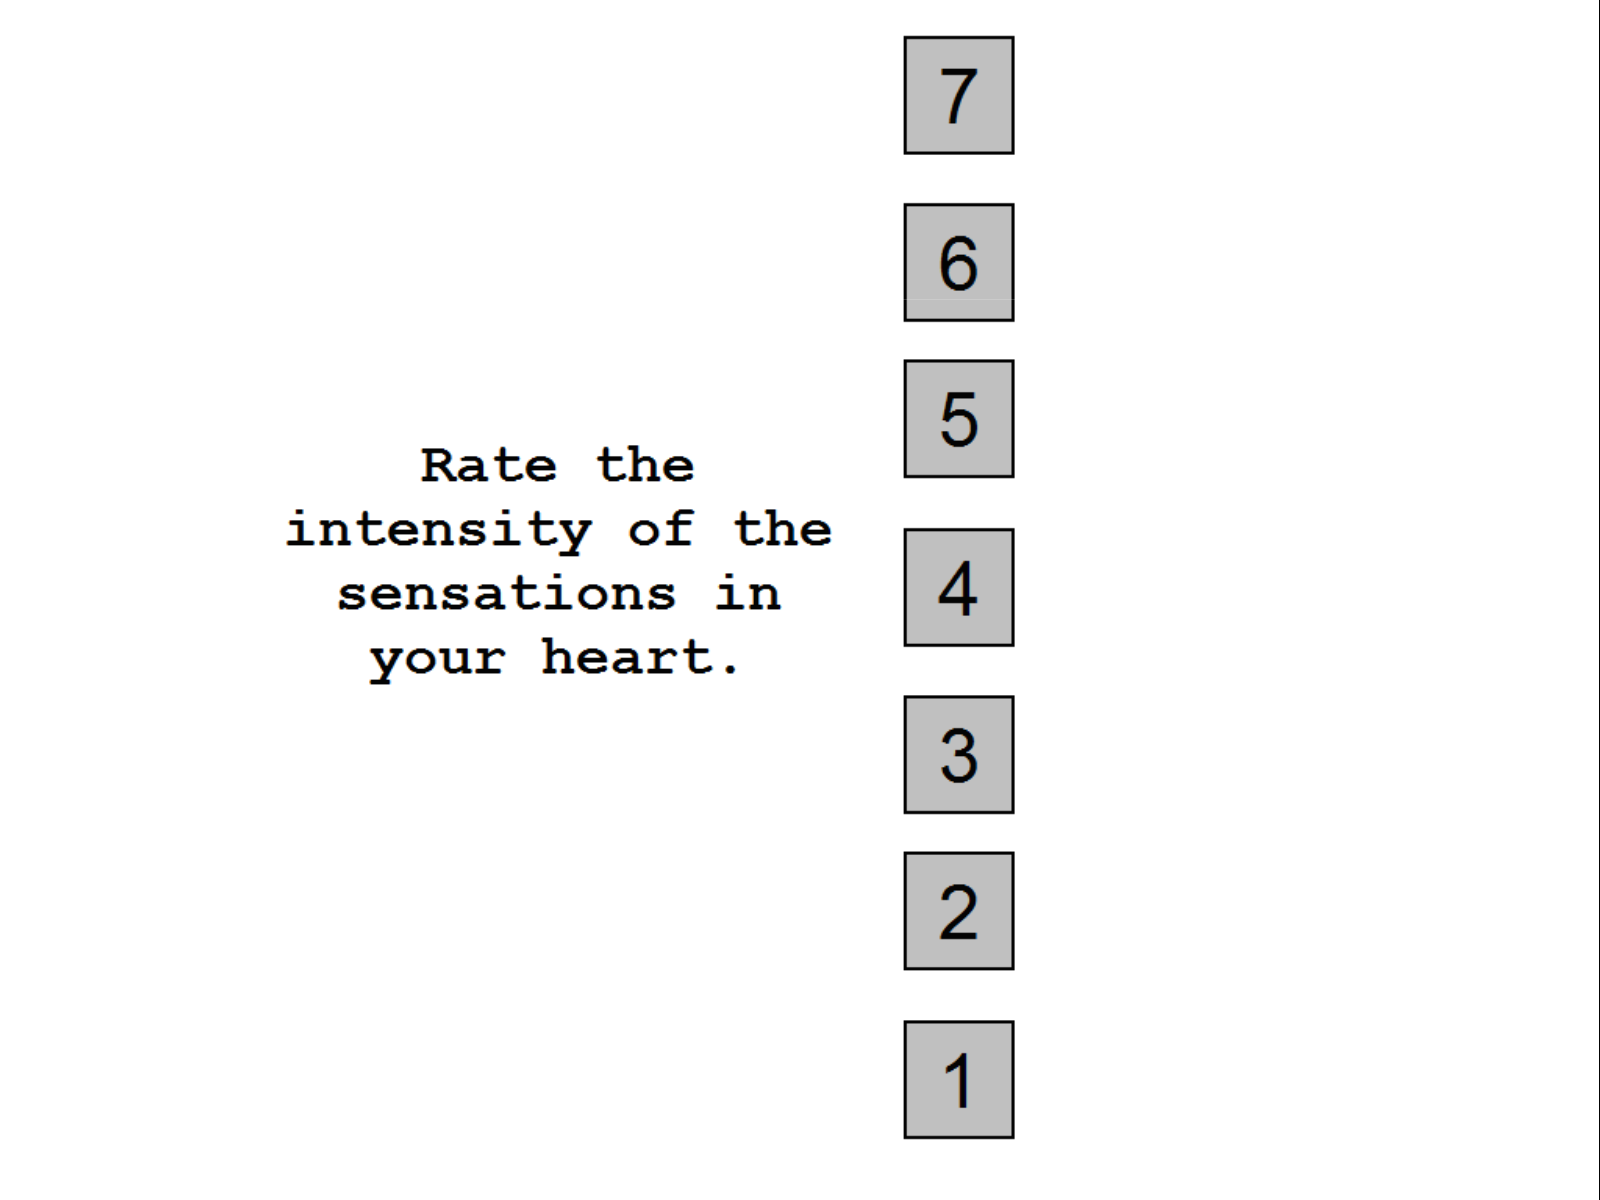 Rate the
intensity of the
sensations in
your heart.
7
6
5
4
3
2
1